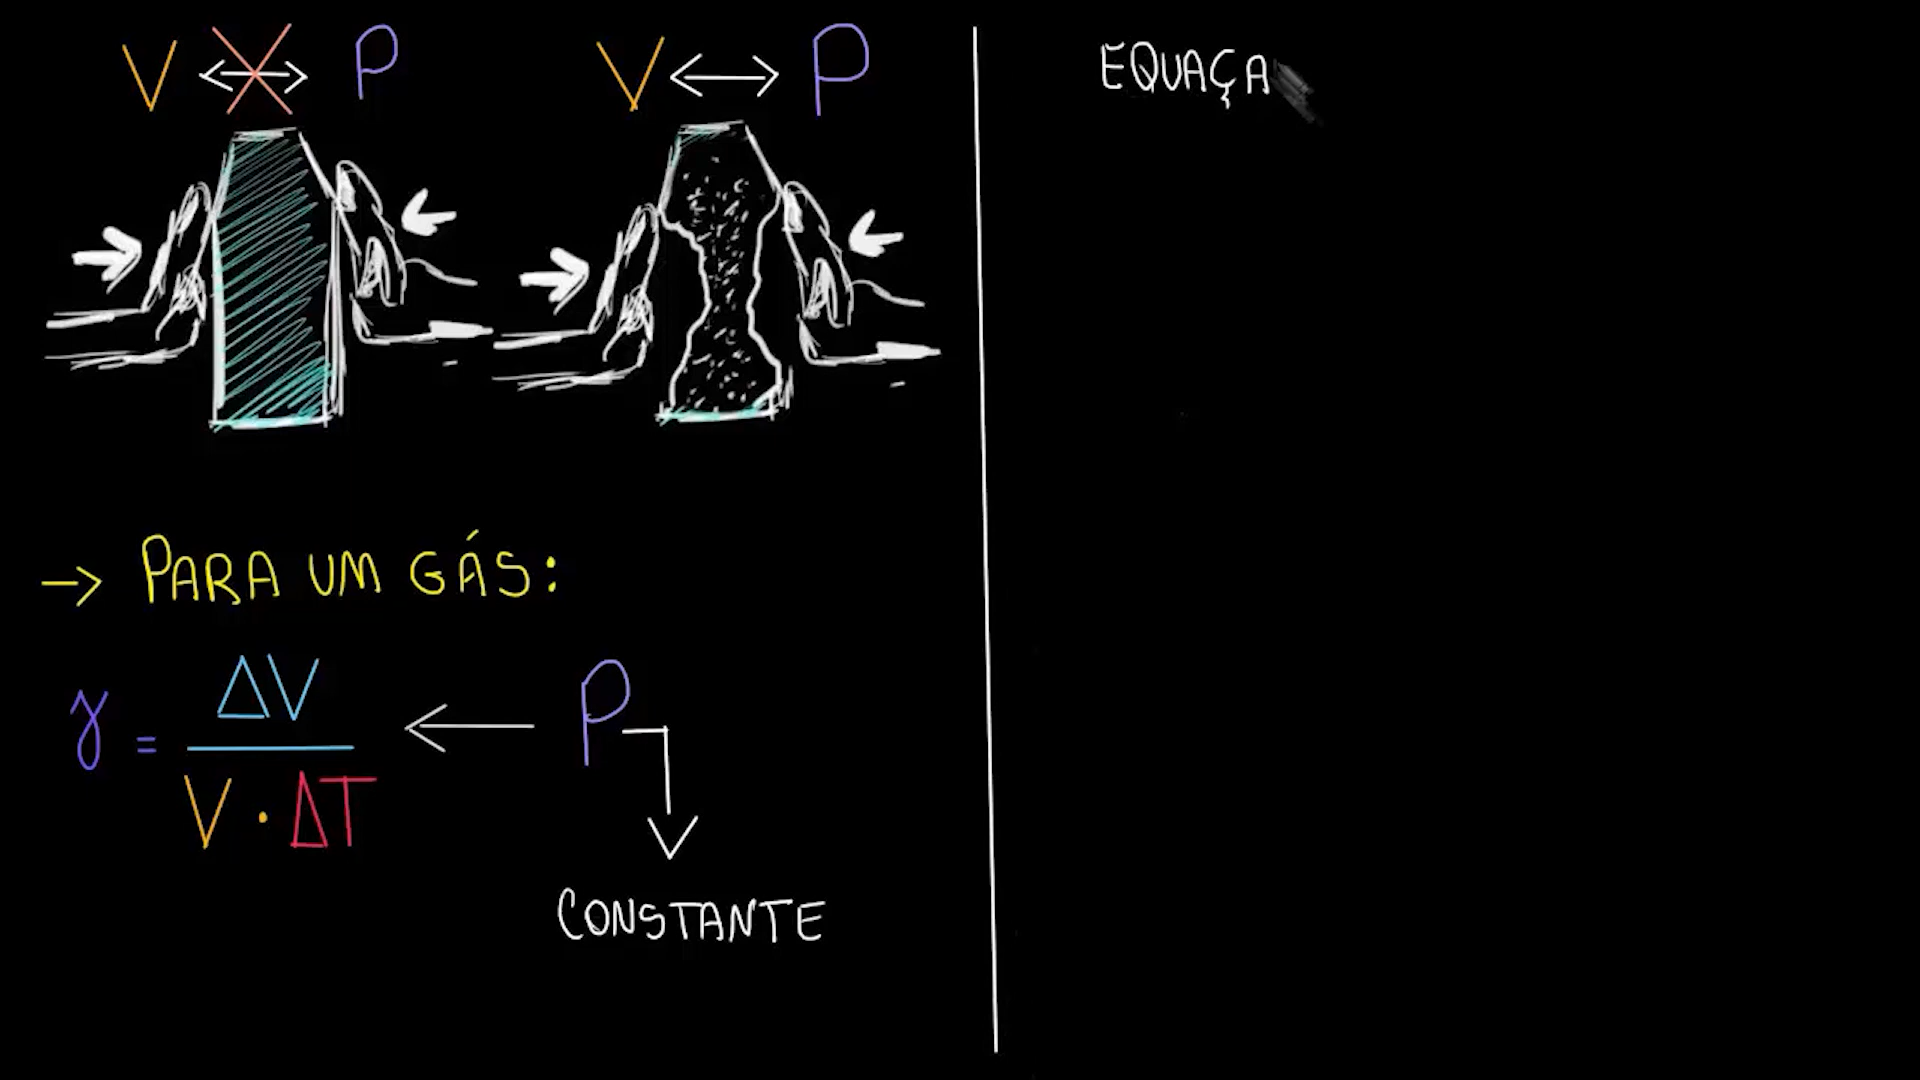 V ↔ P
V ↔ P
→ PARA UM GÁS:
γ = ΔV / V · ΔT ← P
CONSTANTE
EQUAÇA